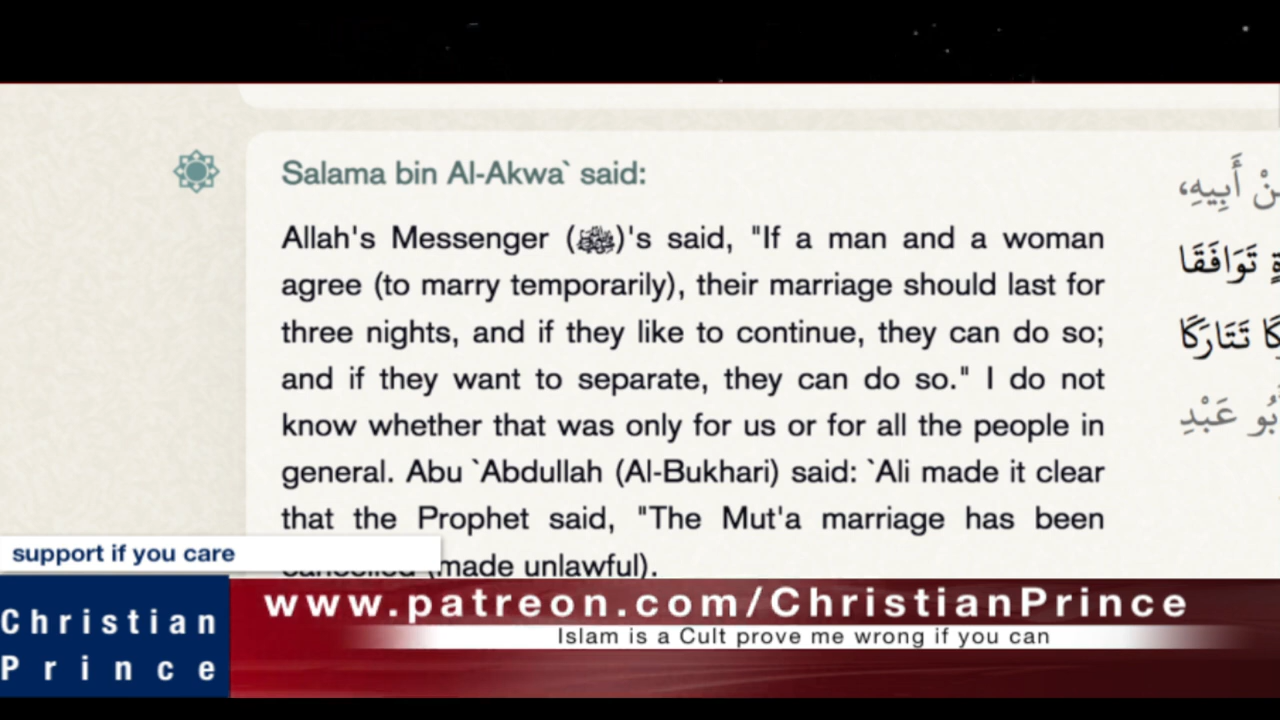 Salama bin Al-Akwa` said:
Allah's Messenger (ﷺ)'s said, "If a man and a woman
agree (to marry temporarily), their marriage should last for
three nights, and if they like to continue, they can do so;
and if they want to separate, they can do so." I do not
know whether that was only for us or for all the people in
general. Abu `Abdullah (Al-Bukhari) said: `Ali made it clear
that the Prophet said, "The Mut'a marriage has been
cancelled (made unlawful).
نْ أَبِيهِ،
ةٍ تَوَافَقَا
كَا تَتَارَكَا
بُو عَبْدِ
support if you care
Christian
Prince
www.patreon.com/ChristianPrince
Islam is a Cult prove me wrong if you can